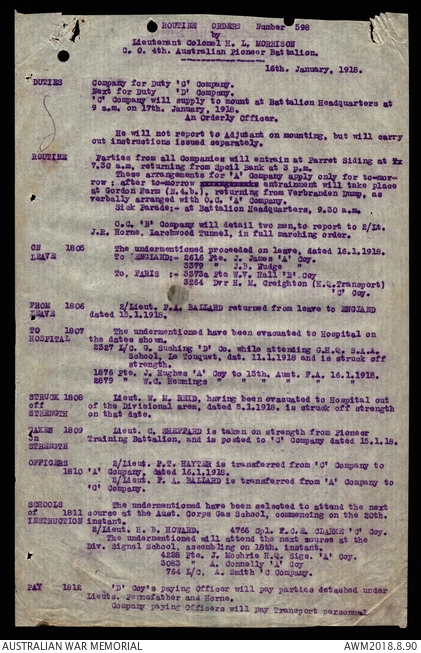 ROUTINE ORDERS Number 598
by
Lieutenant Colonel H. L. MORRISON
C. O. 4th. Australian Pioneer Battalion.
16th. January, 1918.
DUTIES Company for Duty 'C' Company.
Next for Duty 'D' Company.
'C' Company will supply to mount at Battalion Headquarters at
9 a.m. on 17th. January, 1918.
An Orderly Officer.
He will not report to Adjutant on mounting, but will carry
out instructions issued separately.
ROUTINE Parties from all Companies will entrain at Parret Siding at
7.30 a.m. returning from Spoil Bank at 3 p.m.
These arrangements for 'A' Company apply only for to-mor-
row ; after to-morrow entrainment will take place
at Gordon Farm (H.Q.L.), returning from Verbranden Dump, as
verbally arranged with O.C. 'A' Company.
Sick Parade:- at Battalion Headquarters, 9.30 a.m.
O.C. 'B' Company will detail two men to report to 2/Lt.
J.R. Horne, Larchwood Tunnel, in full marching order.
ON 1805 The undermentioned proceeded on leave, dated 16.1.1918.
LEAVE To ENGLAND:- 2616 Pte. J. James 'A' Coy
3379 " J.B. Fudge "
To, PARIS :- 3373a Pte W.V. Hall 'B' Coy
3264 Dvr H. M. Creighton (H.Q. Transport)
'C' Coy.
FROM 1806 2/Lieut. F.A. BALLARD returned from leave to ENGLAND
LEAVE dated 15.1.1918.
TO 1807 The undermentioned have been evacuated to Hospital on
HOSPITAL the dates shown.
2327 L/C. G. Suching 'D' Co. while attending G.H.Q. S.A.A.
School, Le Touquet, dat. 11.1.1918 and is struck off
strength.
1876 Pte. J. Hughes 'A' Coy to 13th. Aust. F.A. 16.1.1918.
2879 " W.C. Hemmings " " " " " "
STRUCK 1808 Lieut. W. M. REID, having been evacuated to Hospital out
off of the Divisional area, dated 5.1.1918. is struck off strength
STRENGTH on that date.
TAKEN 1809 Lieut. C. SHEPPARD is taken on strength from Pioneer
on Training Battalion, and is posted to 'C' Company dated 15.1.18.
STRENGTH
OFFICERS 2/Lieut. P.T. HAYTER is transferred from 'C' Company to
1810 'A' Company, dated 16.1.1918.
2/Lieut. F. A. BALLARD is transferred from 'A' Company to
'C' Company.
SCHOOLS The undermentioned have been selected to attend the next
of 1811 course at the Aust. Corps Gas School, commencing on the 20th.
INSTRUCTION instant.
2/Lieut. H. B. HOWARD. 4766 Cpl. F.C.E. CLARKE 'C' Coy.
The undermentioned will attend the next course at the
Div. Signal School, assembling on 18th. instant.
4228 Pte. J. Mochrie H.Q. Sigs. 'A' Coy.
3083 " A. Connelly 'A' Coy
764 L/C. A. Smith 'C' Company.
PAY 1812 'D' Coy's paying Officer will pay parties detached under
Lieuts. Pennefather and Horne.
Company paying Officers will pay Transport personnel
AUSTRALIAN WAR MEMORIAL
AWM2018.8.90